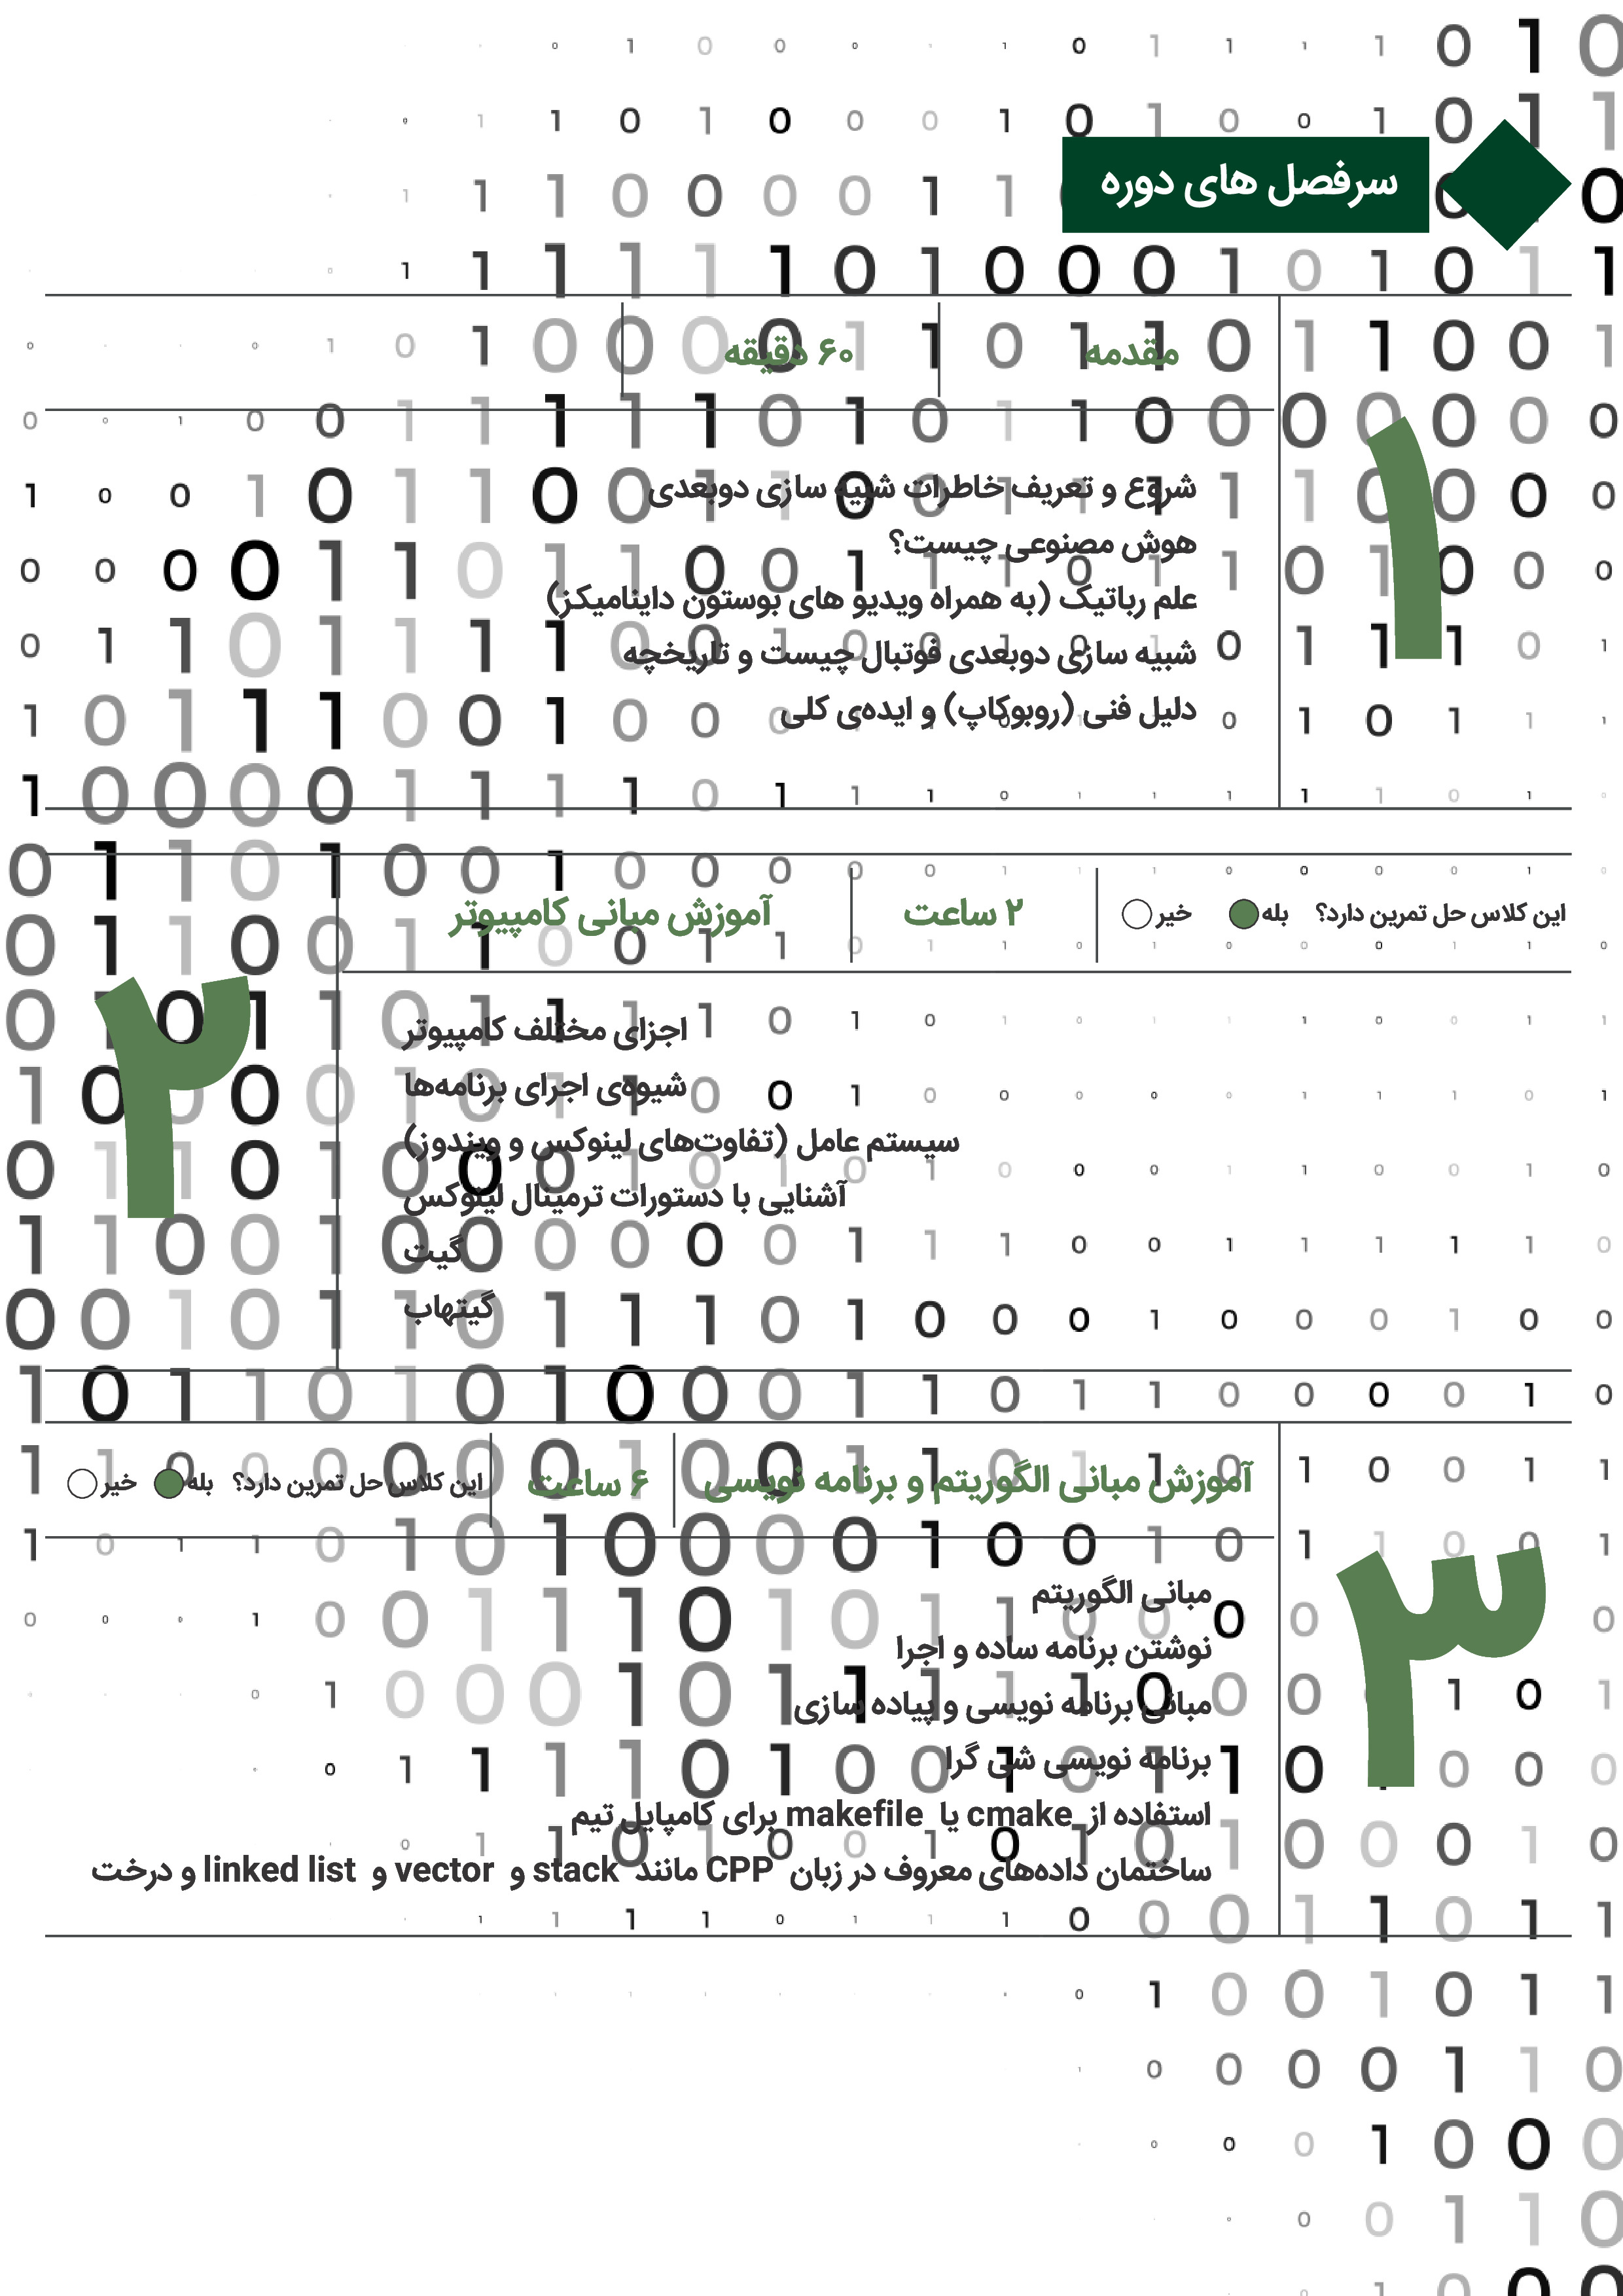 سرفصل های دوره
۱
مقدمه
۶۰ دقیقه
شروع و تعریف خاطرات شبیه سازی دوبعدی
هوش مصنوعی چیست؟
علم رباتیک (به همراه ویدیو های بوستون داینامیکز)
شبیه سازی دوبعدی فوتبال چیست و تاریخچه
دلیل فنی (روبوکاپ) و ایده‌ی کلی
۲
آموزش مبانی کامپیوتر
۲ ساعت
این کلاس حل تمرین دارد؟ بله خیر
اجزای مختلف کامپیوتر
شیوه‌ی اجرای برنامه‌ها
سیستم عامل (تفاوت‌های لینوکس و ویندوز)
آشنایی با دستورات ترمینال لینوکس
گیت
گیتهاب
۳
آموزش مبانی الگوریتم و برنامه نویسی
۶ ساعت
این کلاس حل تمرین دارد؟ بله خیر
مبانی الگوریتم
نوشتن برنامه ساده و اجرا
مبانی برنامه نویسی و پیاده سازی
برنامه نویسی شی گرا
استفاده از cmake یا makefile برای کامپایل تیم
ساختمان داده‌های معروف در زبان CPP مانند stack و vector و linked list و درخت